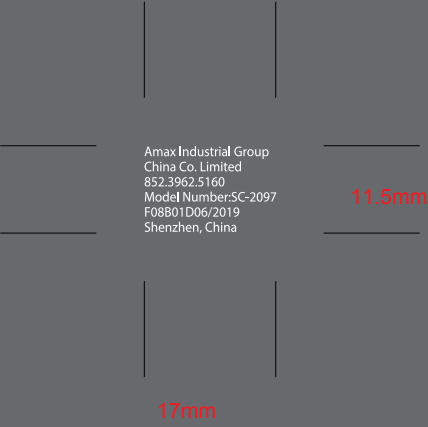 Amax Industrial Group
China Co. Limited
852.3962.5160
Model Number:SC-2097
F08B01D06/2019
Shenzhen, China
11.5mm
17mm